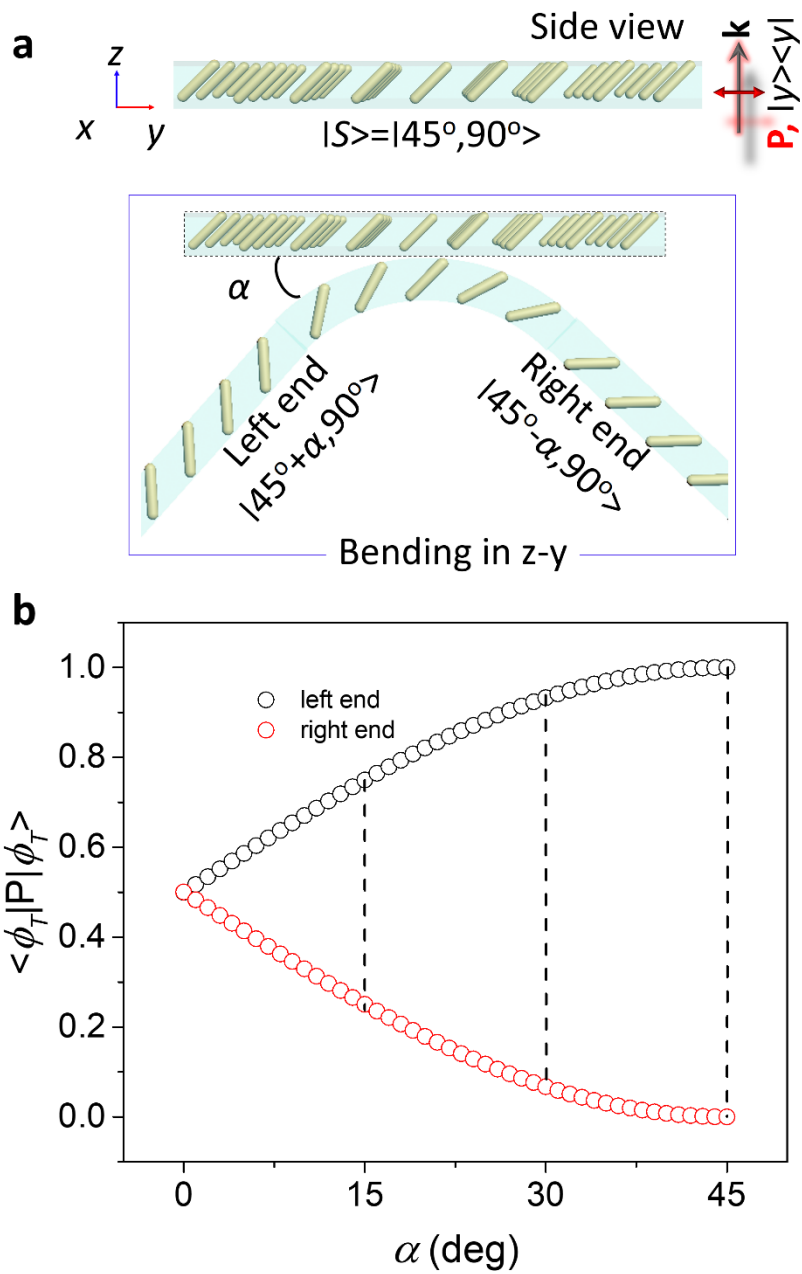 a
Side view
z
x
y
|S>=|45°,90°>
k
P, |y><y|
α
Left end
|45°+α,90°>
Right end
|45°-α,90°>
Bending in z-y
b
<ϕT|P|ϕT>
1.0
0.8
0.6
0.4
0.2
0.0
left end
right end
0
15
30
45
α (deg)